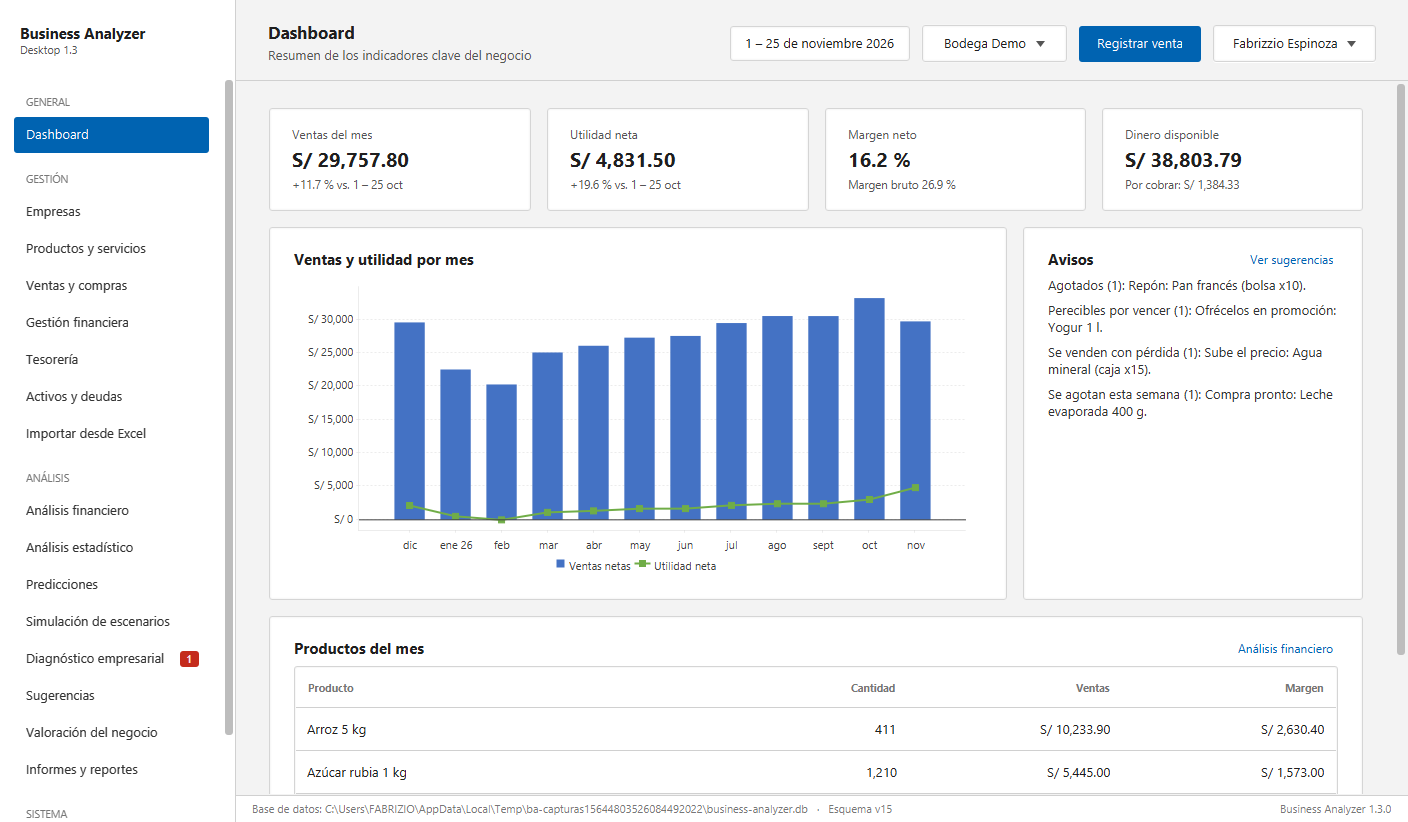 Business Analyzer
Desktop 1.3
GENERAL
Dashboard
GESTIÓN
Empresas
Productos y servicios
Ventas y compras
Gestión financiera
Tesorería
Activos y deudas
Importar desde Excel
ANÁLISIS
Análisis financiero
Análisis estadístico
Predicciones
Simulación de escenarios
Diagnóstico empresarial 1
Sugerencias
Valoración del negocio
Informes y reportes
SISTEMA
Dashboard
Resumen de los indicadores clave del negocio
1 – 25 de noviembre 2026
Bodega Demo
Registrar venta
Fabrizzio Espinoza
Ventas del mes
S/ 29,757.80
+11.7 % vs. 1 – 25 oct
Utilidad neta
S/ 4,831.50
+19.6 % vs. 1 – 25 oct
Margen neto
16.2 %
Margen bruto 26.9 %
Dinero disponible
S/ 38,803.79
Por cobrar: S/ 1,384.33
Ventas y utilidad por mes
S/ 30,000
S/ 25,000
S/ 20,000
S/ 15,000
S/ 10,000
S/ 5,000
S/ 0
dic ene 26 feb mar abr may jun jul ago sept oct nov
Ventas netas Utilidad neta
Avisos
Ver sugerencias
Agotados (1): Repón: Pan francés (bolsa x10).
Perecibles por vencer (1): Ofrécelos en promoción:
Yogur 1 l.
Se venden con pérdida (1): Sube el precio: Agua
mineral (caja x15).
Se agotan esta semana (1): Compra pronto: Leche
evaporada 400 g.
Productos del mes
Análisis financiero
Producto Cantidad Ventas Margen
Arroz 5 kg 411 S/ 10,233.90 S/ 2,630.40
Azúcar rubia 1 kg 1,210 S/ 5,445.00 S/ 1,573.00
Base de datos: C:\Users\FABRIZIO\AppData\Local\Temp\ba-capturas15644803526084492022\business-analyzer.db · Esquema v15
Business Analyzer 1.3.0